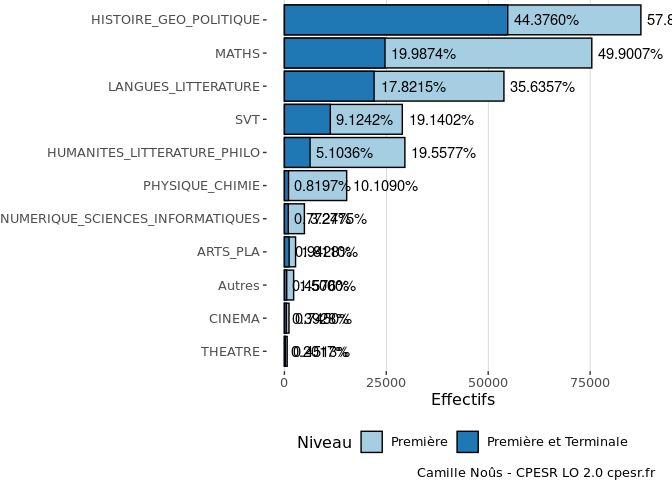 HISTOIRE_GEO_POLITIQUE 44.3760% 57.8
MATHS 19.9874% 49.9007%
LANGUES_LITTERATURE 17.8215% 35.6357%
SVT 9.1242% 19.1402%
HUMANITES_LITTERATURE_PHILO 5.1036% 19.5577%
PHYSIQUE_CHIMIE 0.8197% 10.1090%
NUMERIQUE_SCIENCES_INFORMATIQUES
ARTS_PLA
Autres
CINEMA
THEATRE
0 25000 50000 75000
Effectifs
Niveau Première Première et Terminale
Camille Noûs - CPESR LO 2.0 cpesr.fr